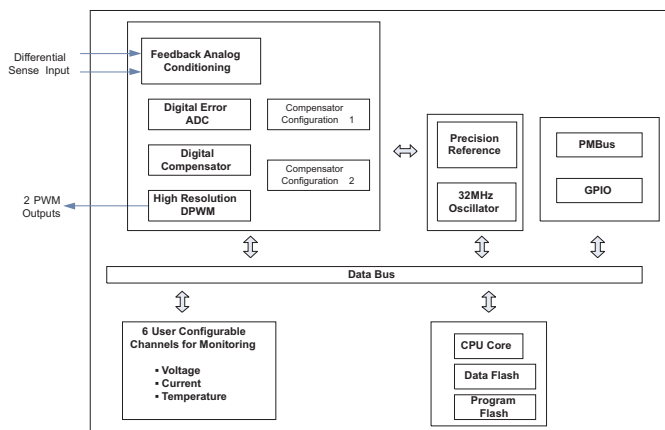 Differential
Sense Input
Feedback Analog
Conditioning
Digital Error
ADC
Compensator
Configuration 1
Digital
Compensator
Compensator
Configuration 2
2 PWM
Outputs
High Resolution
DPWM
Precision
Reference
32MHz
Oscillator
PMBus
GPIO
Data Bus
6 User Configurable
Channels for Monitoring
▪ Voltage
▪ Current
▪ Temperature
CPU Core
Data Flash
Program
Flash